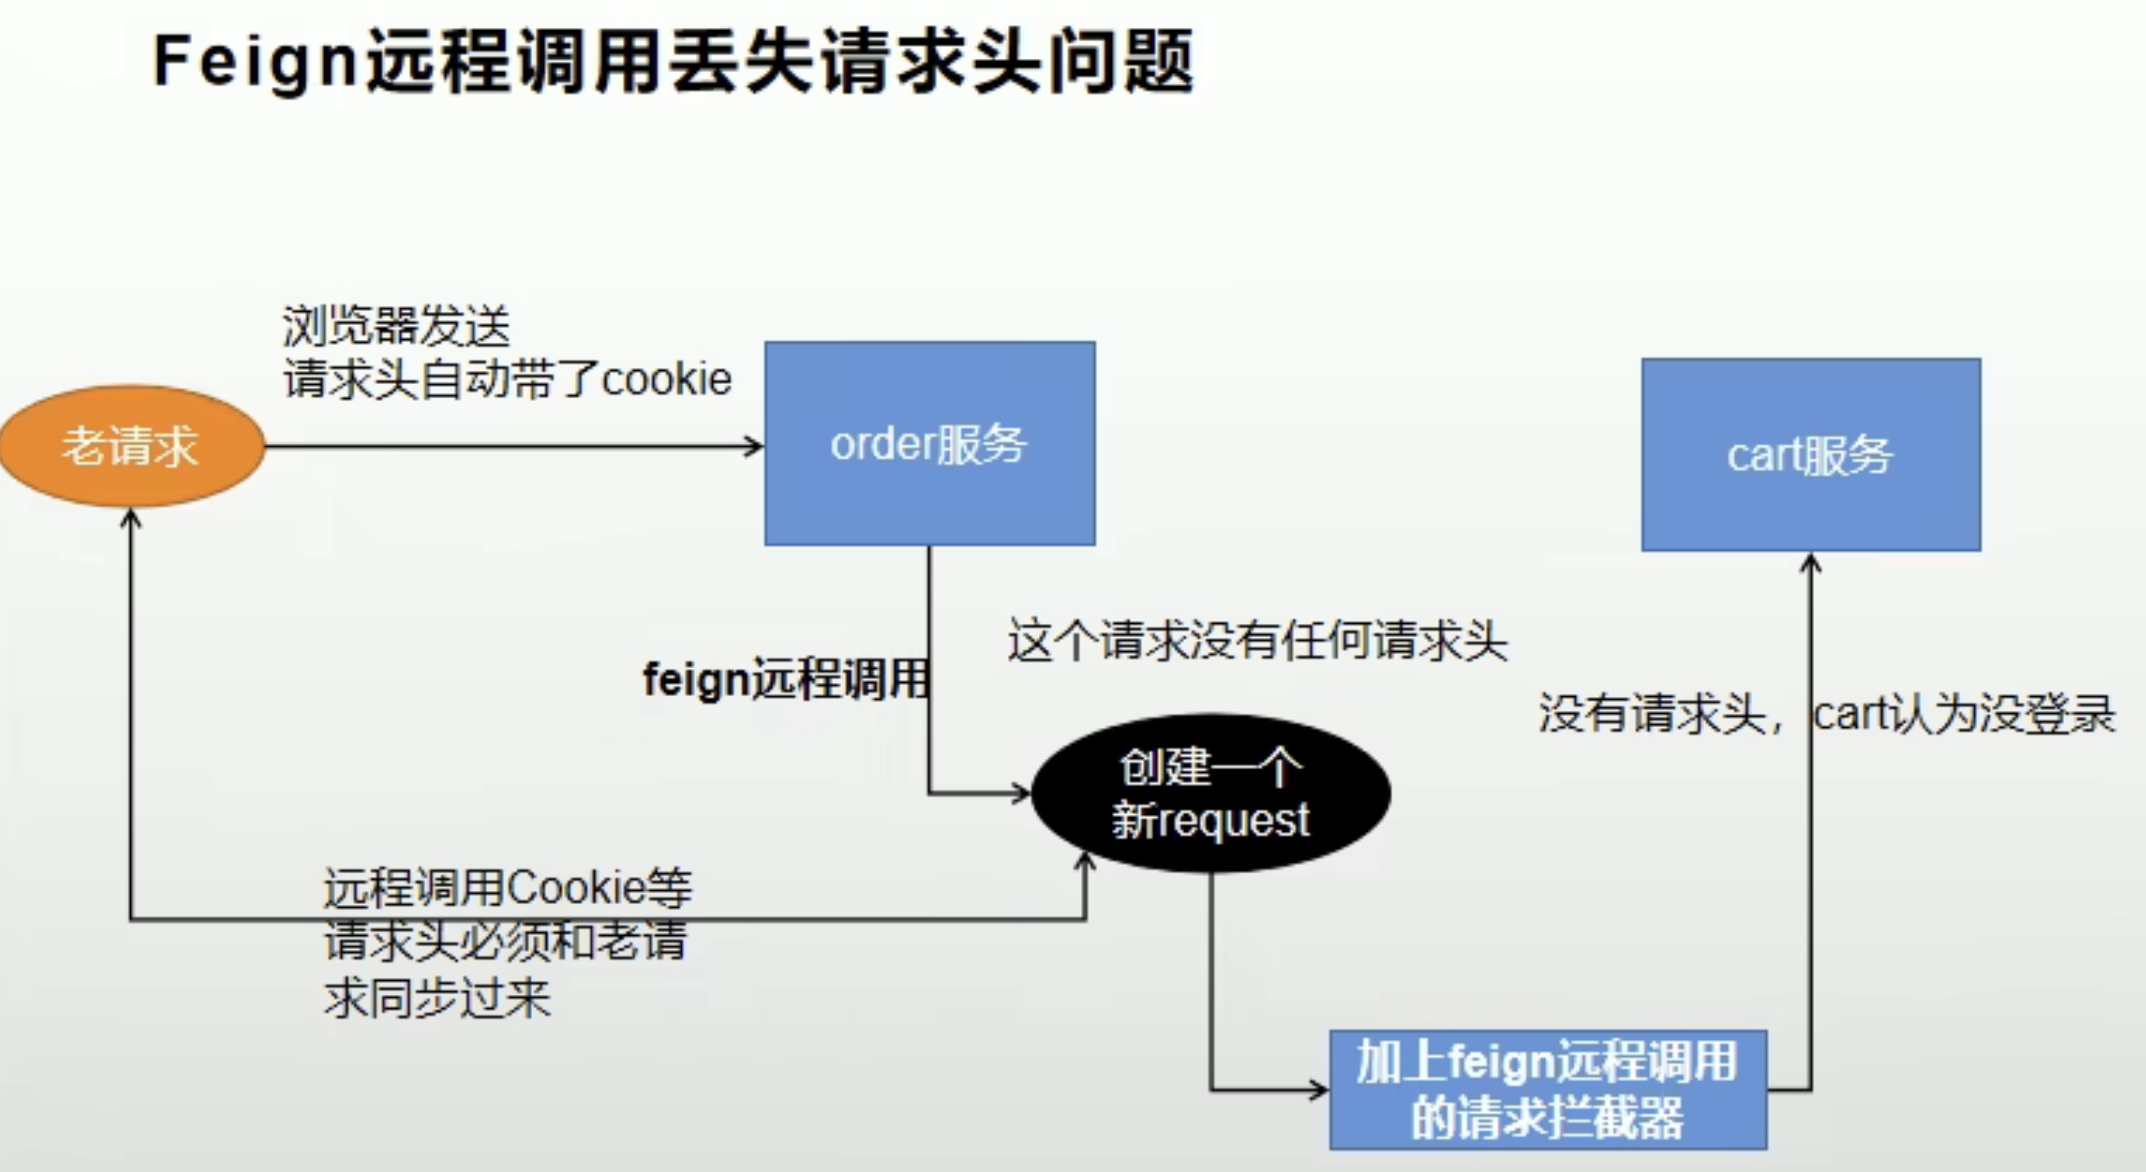 Feign远程调用丢失请求头问题
浏览器发送
请求头自动带了cookie
老请求
order服务
cart服务
这个请求没有任何请求头
feign远程调用
没有请求头，cart认为没登录
创建一个
新request
远程调用Cookie等
请求头必须和老请
求同步过来
加上feign远程调用
的请求拦截器